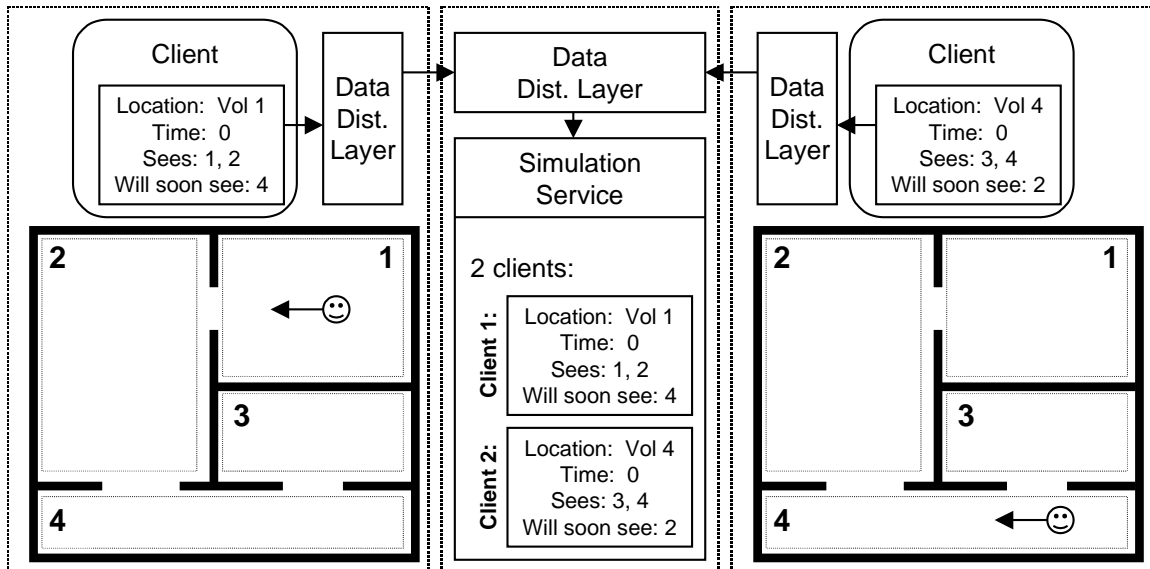 Client
Location: Vol 1
Time: 0
Sees: 1, 2
Will soon see: 4
Data
Dist.
Layer
2
1
3
4
Data
Dist. Layer
Simulation
Service
2 clients:
Client 1:
Location: Vol 1
Time: 0
Sees: 1, 2
Will soon see: 4
Client 2:
Location: Vol 4
Time: 0
Sees: 3, 4
Will soon see: 2
Data
Dist.
Layer
Client
Location: Vol 4
Time: 0
Sees: 3, 4
Will soon see: 2
2
1
3
4